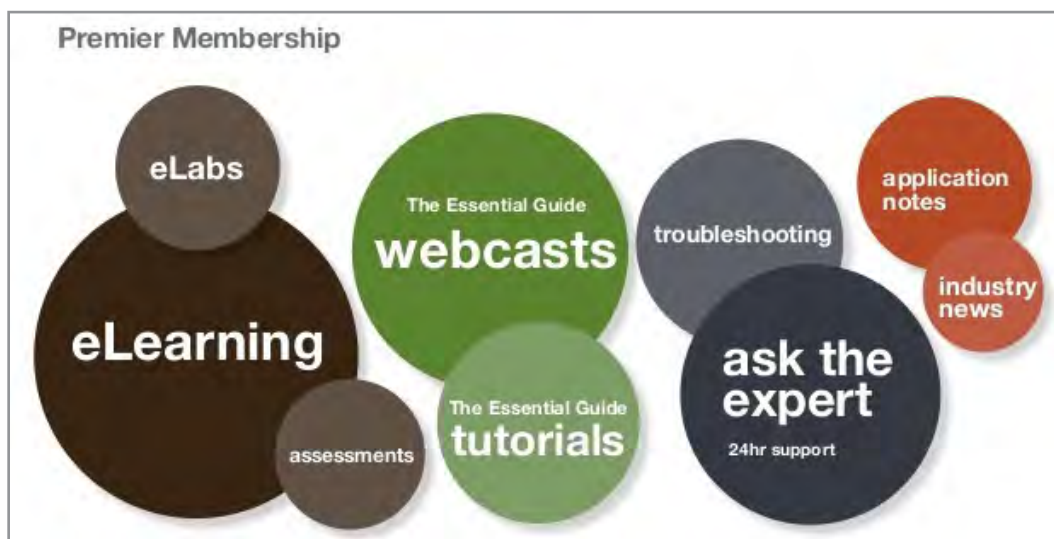 Premier Membership
eLabs
eLearning
assessments
The Essential Guide
webcasts
The Essential Guide
tutorials
troubleshooting
ask the
expert
24hr support
application
notes
industry
news